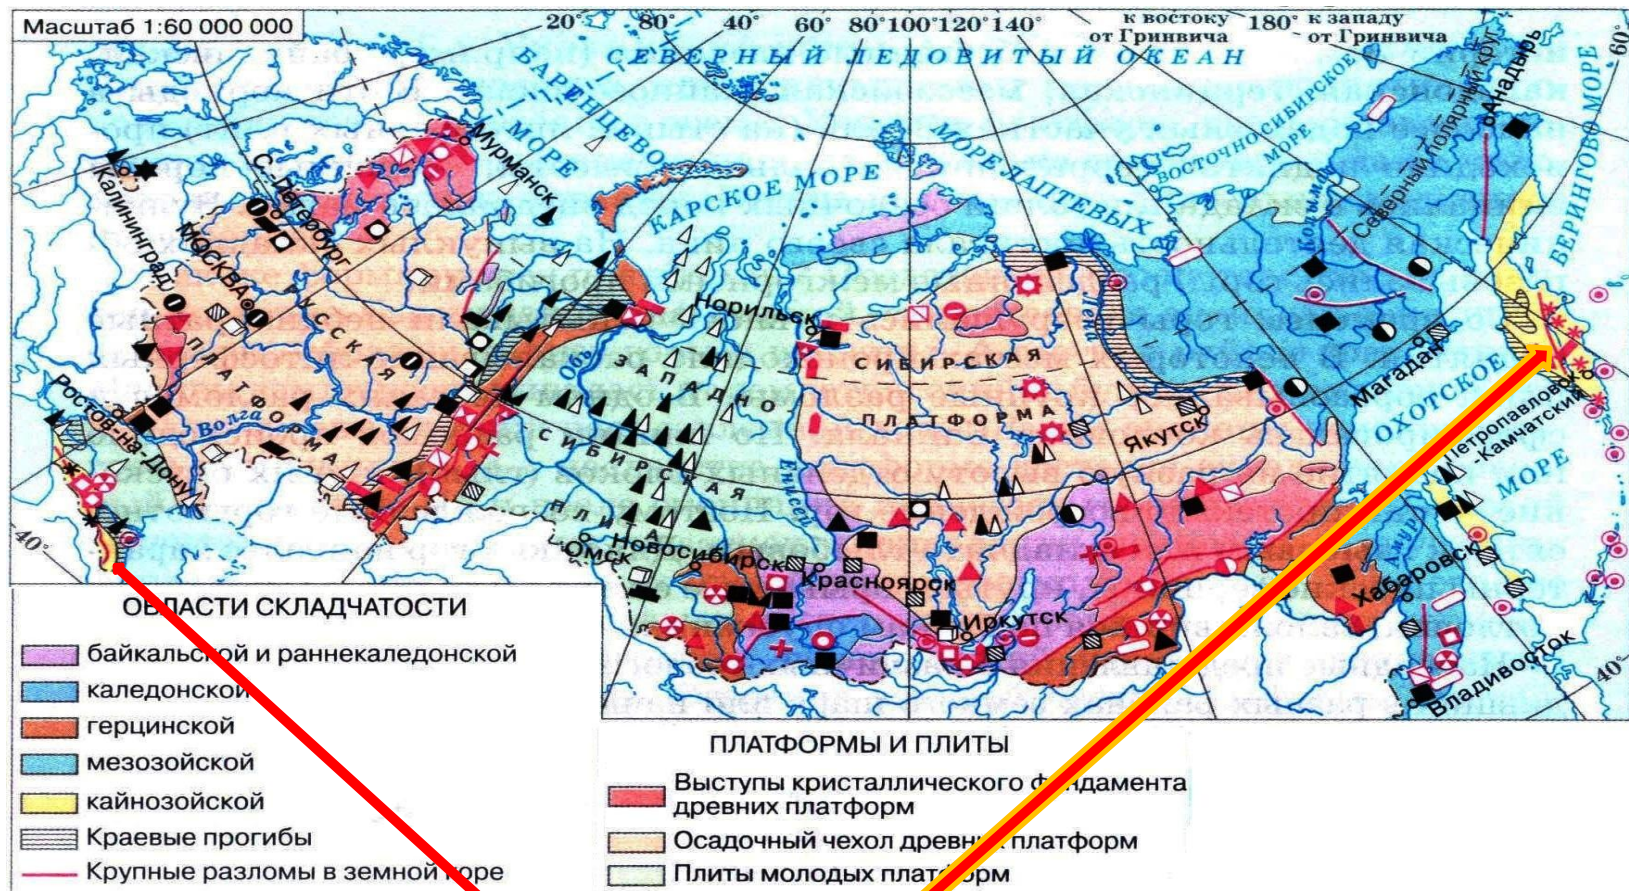 Масштаб 1:60 000 000
20° 80° 40° 60° 80° 100° 120° 140°
к востоку
от Гринвича
180° к западу
от Гринвича
60°
СЕВЕРНЫЙ ЛЕДОВИТЫЙ ОКЕАН
БАРЕНЦЕВО
МОРЕ
КАРСКОЕ МОРЕ
МОРЕ ЛАПТЕВЫХ
ВОСТОЧНО-СИБИРСКОЕ
МОРЕ
Северный полярный круг
Анадырь
БЕРИНГОВО МОРЕ
Мурманск
С.-Петербург
Калининград
МОСКВА
РУССКАЯ
ПЛАТФОРМА
Ростов-на-Дону
Волга
Обь
ЗАПАДНО
СИБИРСКАЯ
ПЛИТА
Норильск
Енисей
СИБИРСКАЯ
ПЛАТФОРМА
Лена
Якутск
Колыма
Магадан
ОХОТСКОЕ
МОРЕ
Петропавловск
-Камчатский
Омск
Новосибирск
Красноярск
Иркутск
Амур
Хабаровск
Владивосток
40°
40°
ОБЛАСТИ СКЛАДЧАТОСТИ
байкальской и раннекаледонской
каледонской
герцинской
мезозойской
кайнозойской
Краевые прогибы
Крупные разломы в земной коре
ПЛАТФОРМЫ И ПЛИТЫ
Выступы кристаллического фундамента
древних платформ
Осадочный чехол древних платформ
Плиты молодых платформ